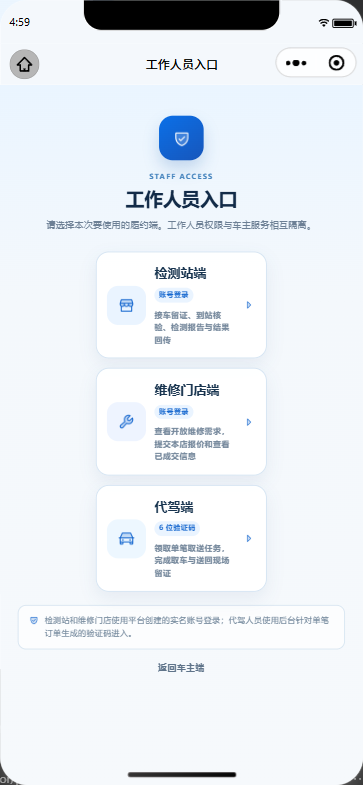 4:59
工作人员入口
STAFF ACCESS
工作人员入口
请选择本次要使用的履约端。工作人员权限与车主服务相互隔离。
检测站端
账号登录
接车留证、到站核
验、检测报告与结果
回传
维修门店端
账号登录
查看开放维修需求，
提交本店报价和查看
已成交信息
代驾端
6 位验证码
领取单笔取送任务，
完成取车与送回现场
留证
检测站和维修门店使用平台创建的实名账号登录；代驾人员使用后台针对单笔
订单生成的验证码进入。
返回车主端